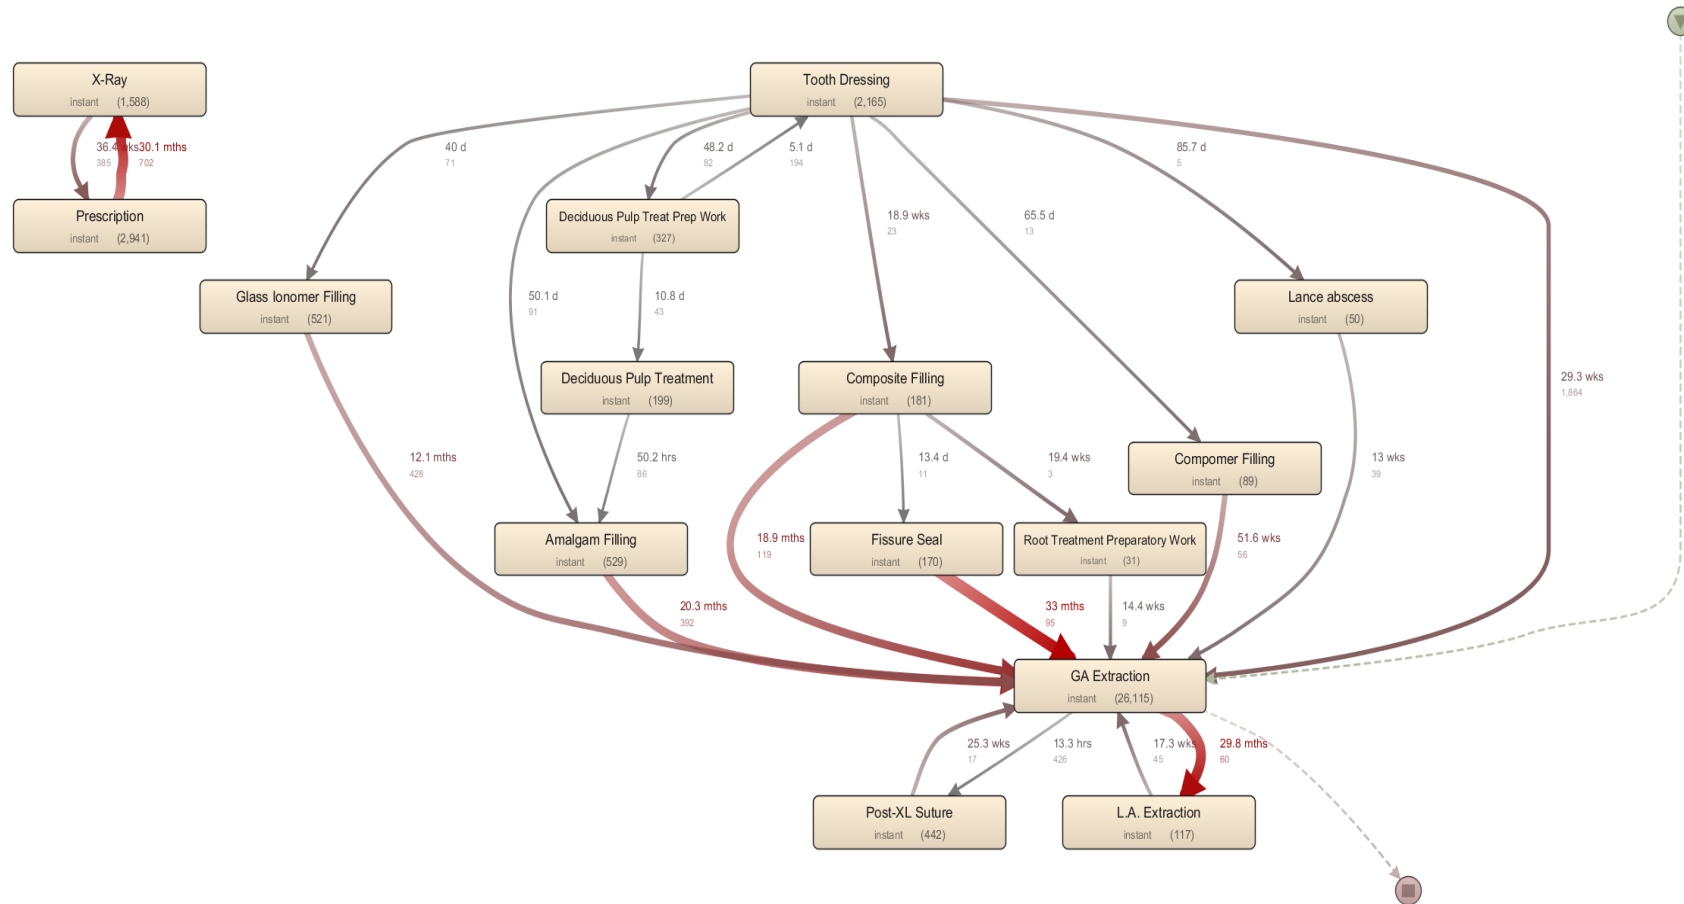 X-Ray
instant (1,588)
Tooth Dressing
instant (2,165)
36.4 wks
385
30.1 mths
702
40 d
71
48.2 d
82
5.1 d
194
85.7 d
5
Prescription
instant (2,941)
Deciduous Pulp Treat Prep Work
instant (327)
18.9 wks
23
65.5 d
13
Glass Ionomer Filling
instant (521)
50.1 d
91
10.8 d
43
Lance abscess
instant (50)
Deciduous Pulp Treatment
instant (199)
Composite Filling
instant (181)
29.3 wks
1,864
12.1 mths
428
50.2 hrs
86
13.4 d
11
19.4 wks
3
Compomer Filling
instant (89)
13 wks
39
Amalgam Filling
instant (529)
18.9 mths
119
Fissure Seal
instant (170)
Root Treatment Preparatory Work
instant (31)
51.6 wks
56
20.3 mths
392
33 mths
95
14.4 wks
9
GA Extraction
instant (26,115)
25.3 wks
17
13.3 hrs
426
17.3 wks
45
29.8 mths
60
Post-XL Suture
instant (442)
L.A. Extraction
instant (117)